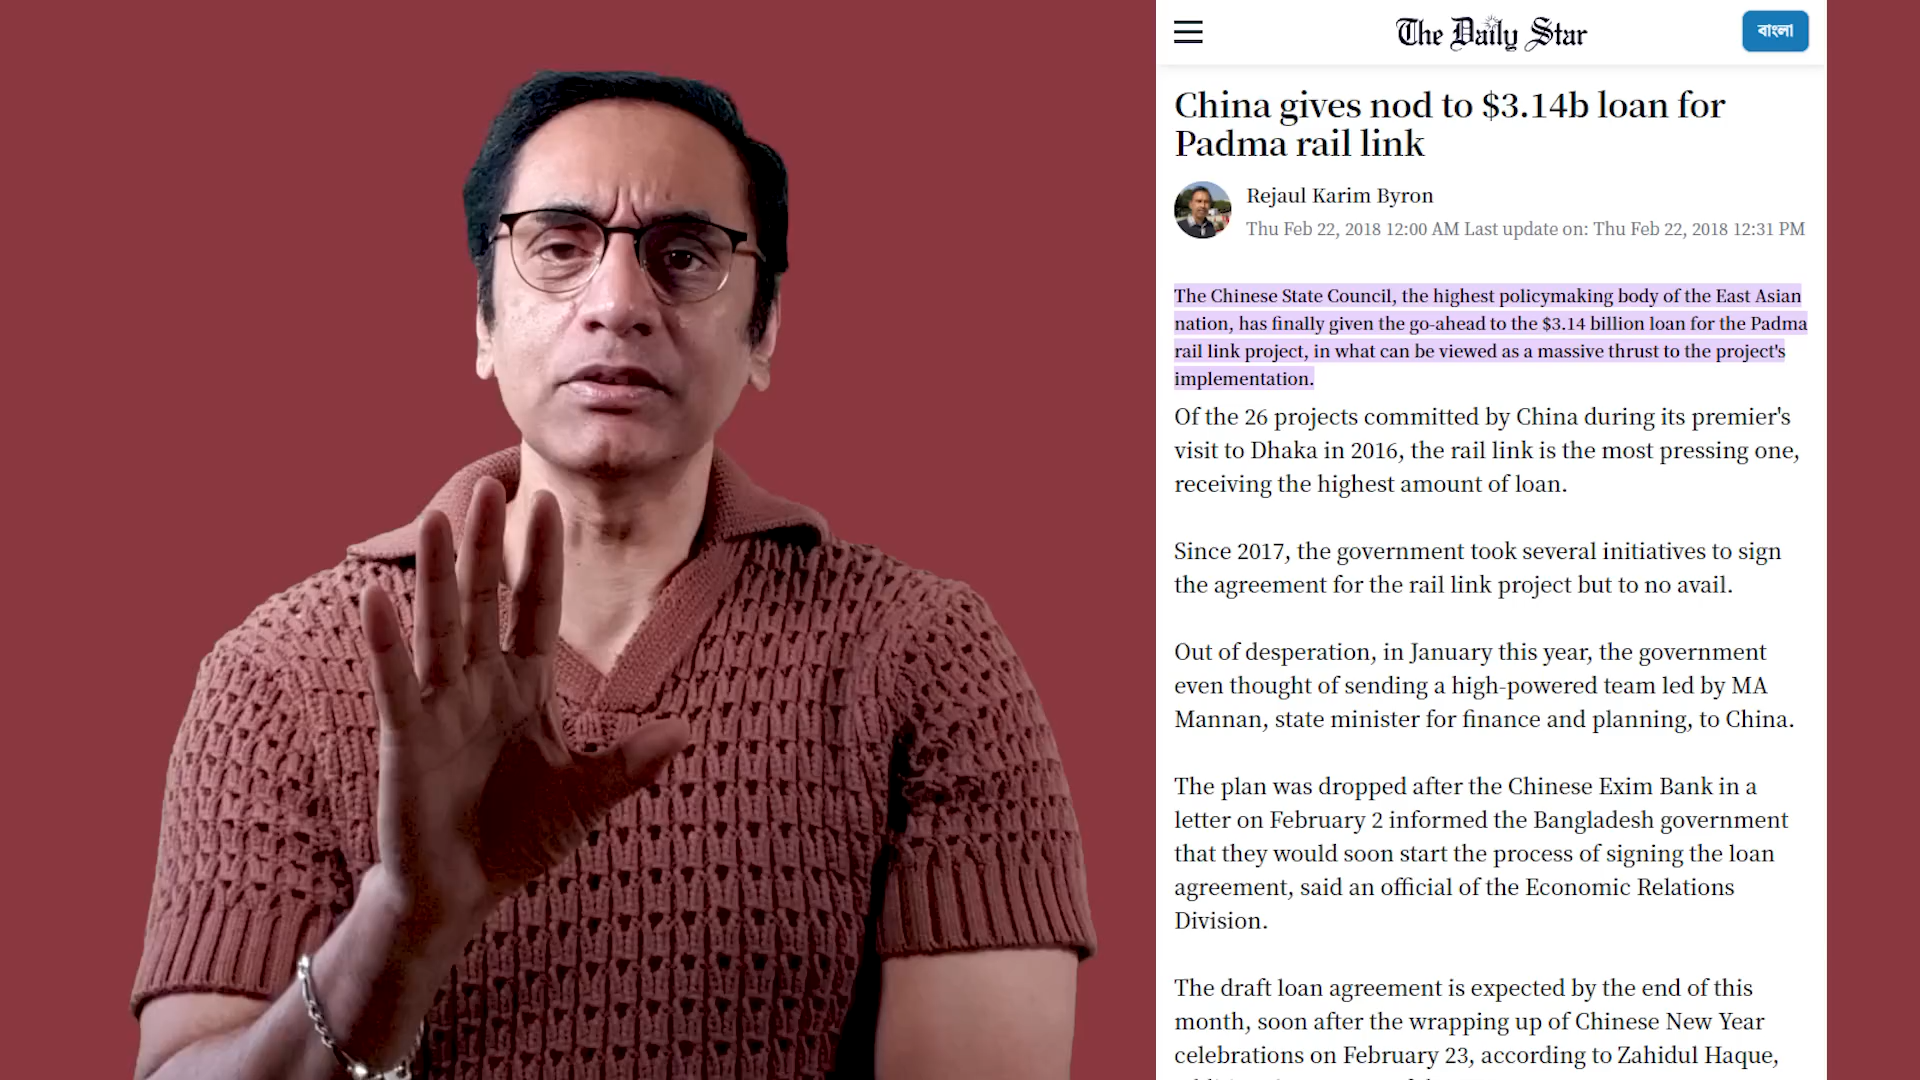 The Daily Star
বাংলা
China gives nod to $3.14b loan for
Padma rail link
Rejaul Karim Byron
Thu Feb 22, 2018 12:00 AM Last update on: Thu Feb 22, 2018 12:31 PM
The Chinese State Council, the highest policymaking body of the East Asian
nation, has finally given the go-ahead to the $3.14 billion loan for the Padma
rail link project, in what can be viewed as a massive thrust to the project's
implementation.
Of the 26 projects committed by China during its premier's
visit to Dhaka in 2016, the rail link is the most pressing one,
receiving the highest amount of loan.
Since 2017, the government took several initiatives to sign
the agreement for the rail link project but to no avail.
Out of desperation, in January this year, the government
even thought of sending a high-powered team led by MA
Mannan, state minister for finance and planning, to China.
The plan was dropped after the Chinese Exim Bank in a
letter on February 2 informed the Bangladesh government
that they would soon start the process of signing the loan
agreement, said an official of the Economic Relations
Division.
The draft loan agreement is expected by the end of this
month, soon after the wrapping up of Chinese New Year
celebrations on February 23, according to Zahidul Haque,